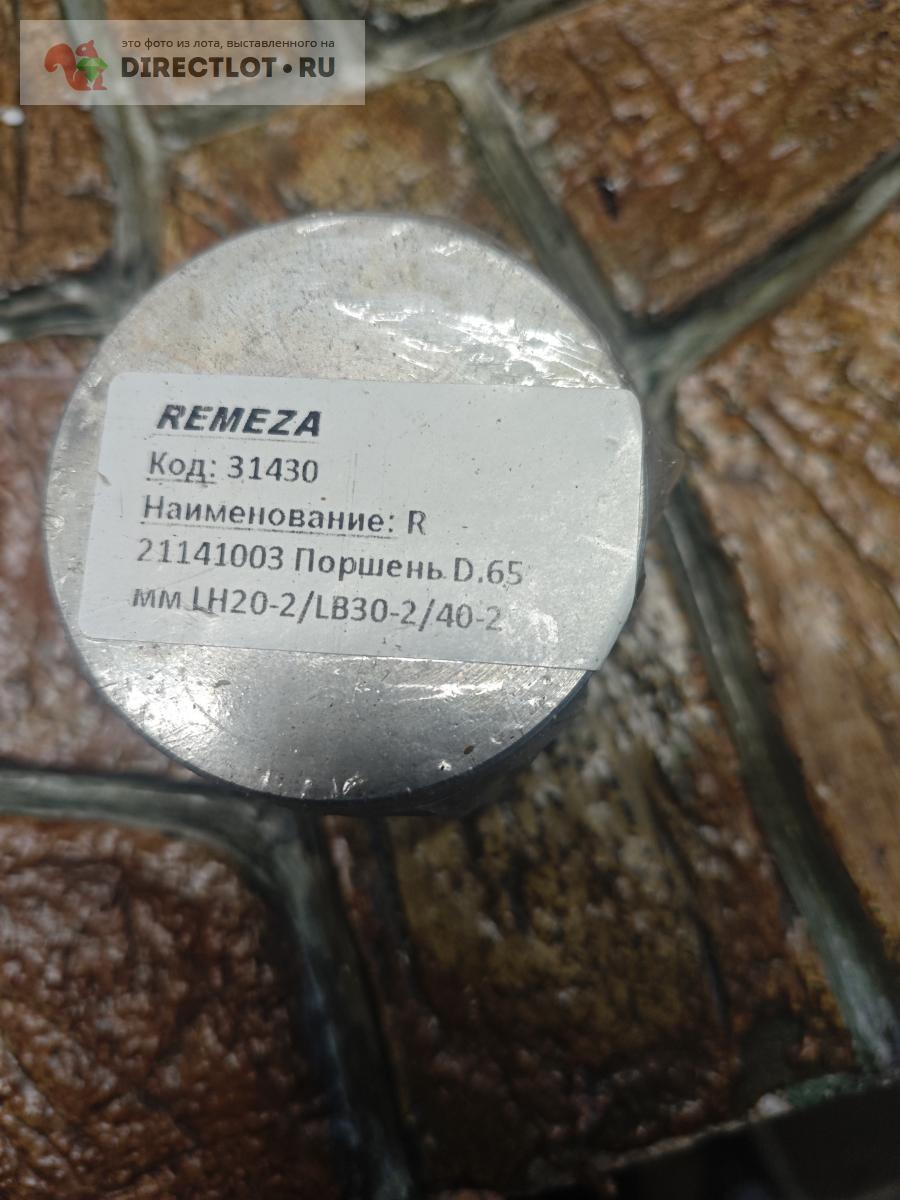 это фото из лота, выставленного на
DIRECTLOT•RU
REMEZA
Код: 31430
Наименование: R
21141003 Поршень D.65
мм LH20-2/LB30-2/40-2